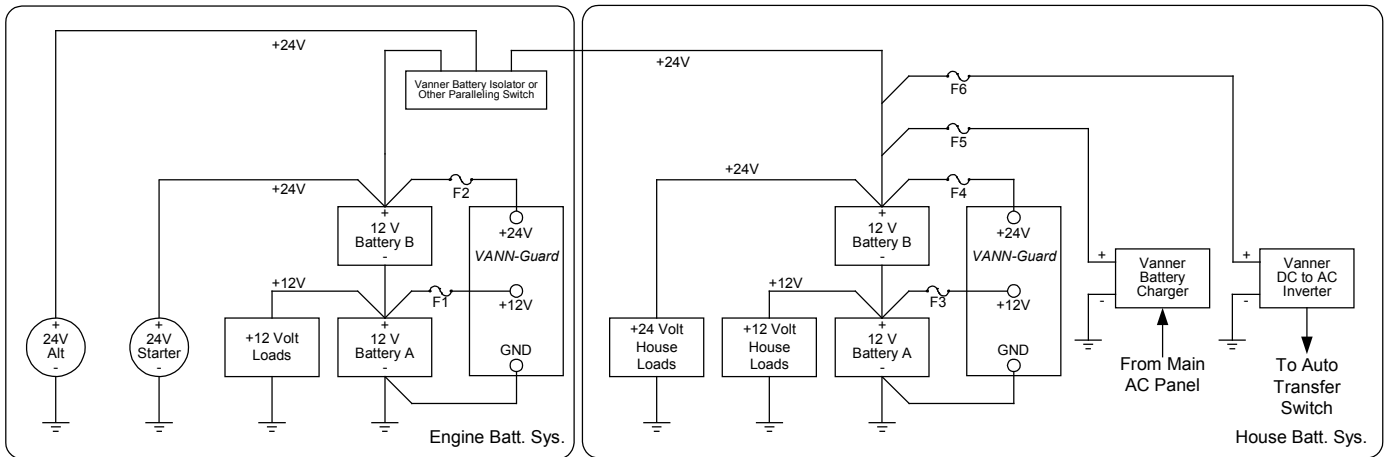 +24V
Vanner Battery Isolator or
Other Paralleling Switch
+24V
+24V
F2
+
12 V
Battery B
-
+24V
VANN-Guard
+12V
F1
+12V
+
24V
Alt
-
+
24V
Starter
-
+12 Volt
Loads
+
12 V
Battery A
-
GND
Engine Batt. Sys.
F6
F5
+24V
F4
+
12 V
Battery B
-
+24V
VANN-Guard
+12V
F3
+12V
+24 Volt
House
Loads
+12 Volt
House
Loads
+
12 V
Battery A
-
GND
+
-
Vanner
Battery
Charger
From Main
AC Panel
+
-
Vanner
DC to AC
Inverter
To Auto
Transfer
Switch
House Batt. Sys.